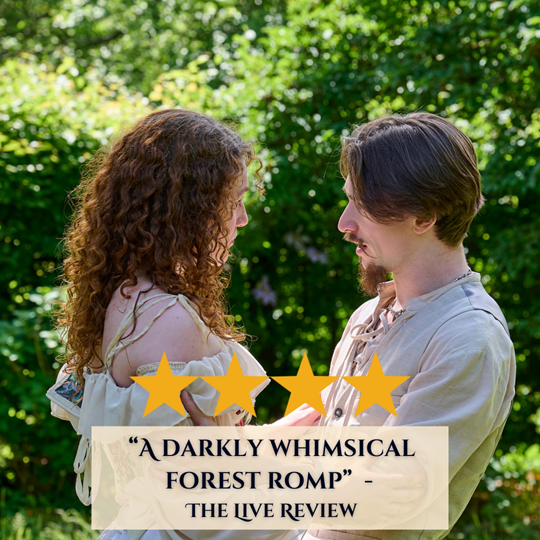 “A DARKLY WHIMSICAL
FOREST ROMP” -
THE LIVE REVIEW